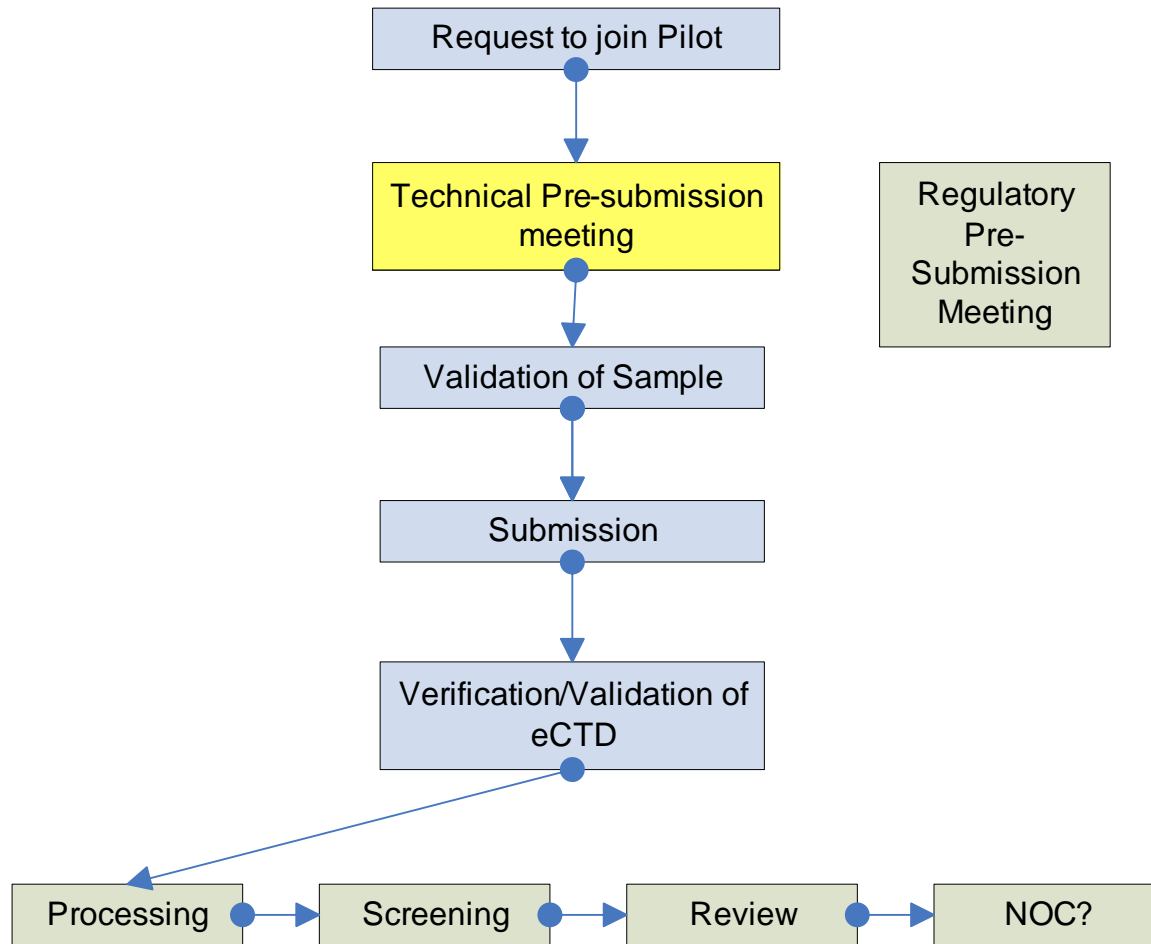 Request to join Pilot
Technical Pre-submission
meeting
Regulatory
Pre-
Submission
Meeting
Validation of Sample
Submission
Verification/Validation of
eCTD
Processing
Screening
Review
NOC?